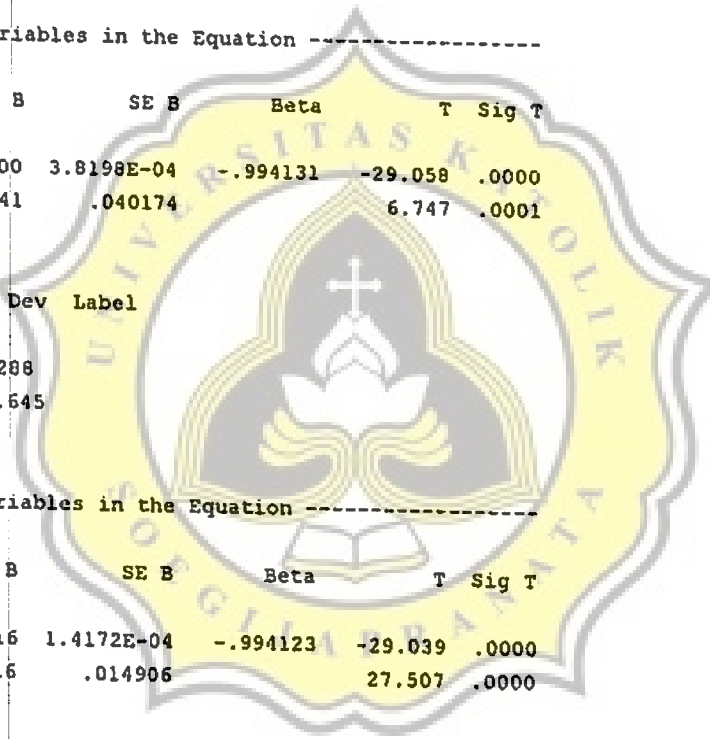 riables in the Equation ------------------
B SE B Beta T Sig T
00 3.8198E-04 -.994131 -29.058 .0000
41 .040174 6.747 .0001
Dev Label
288
.645
riables in the Equation ------------------
B SE B Beta T Sig T
16 1.4172E-04 -.994123 -29.039 .0000
.6 .014906 27.507 .0000
UNIVERSITAS KATOLIK
SOEGIJAPRANATA